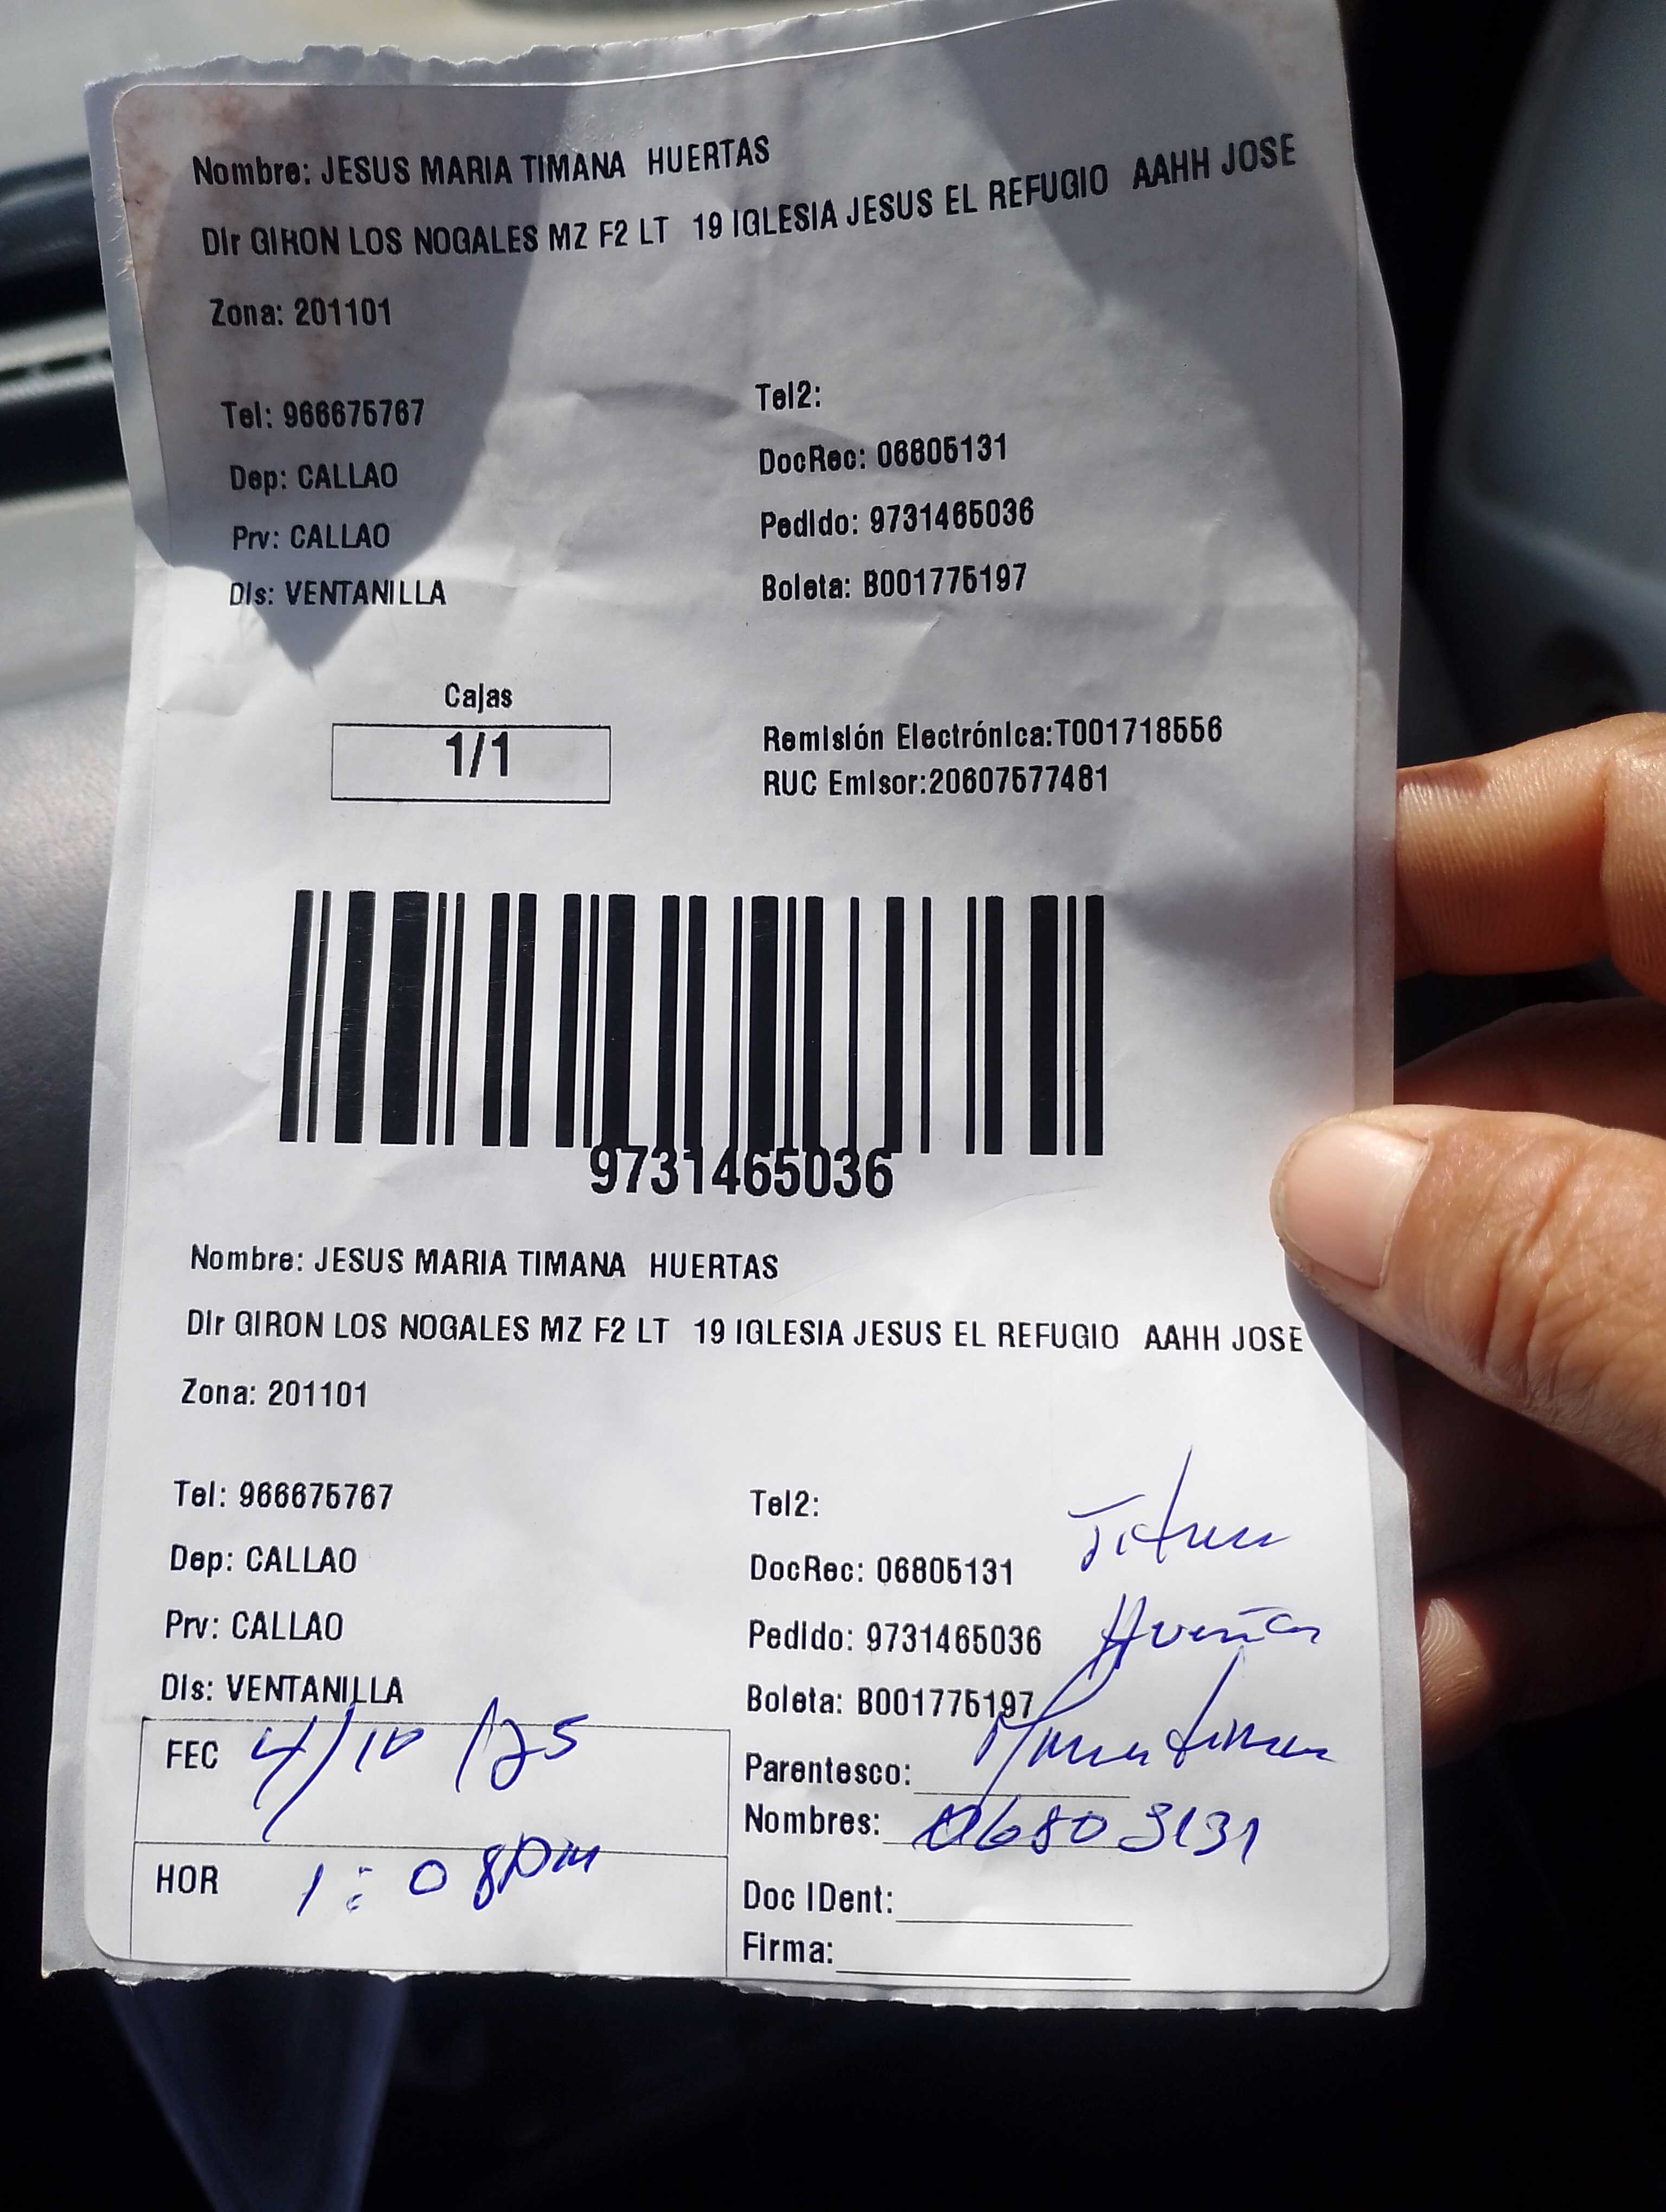 Nombre: JESUS MARIA TIMANA HUERTAS
Dir GIRON LOS NOGALES MZ F2 LT 19 IGLESIA JESUS EL REFUGIO AAHH JOSE
Zona: 201101
Tel: 966675767
Tel2:
Dep: CALLAO
DocRec: 06805131
Prv: CALLAO
Pedido: 9731465036
Dis: VENTANILLA
Boleta: B001775197
Cajas
1/1
Remisión Electrónica:T001718556
RUC Emisor:20607577481
9731465036
Nombre: JESUS MARIA TIMANA HUERTAS
Dir GIRON LOS NOGALES MZ F2 LT 19 IGLESIA JESUS EL REFUGIO AAHH JOSE
Zona: 201101
Tel: 966675767
Tel2:
Dep: CALLAO
DocRec: 06805131
Prv: CALLAO
Pedido: 9731465036
Dis: VENTANILLA
Boleta: B001775197
FEC 4/10/25
Parentesco:
Nombres:
HOR 1:08pm
Doc IDent:
Firma: